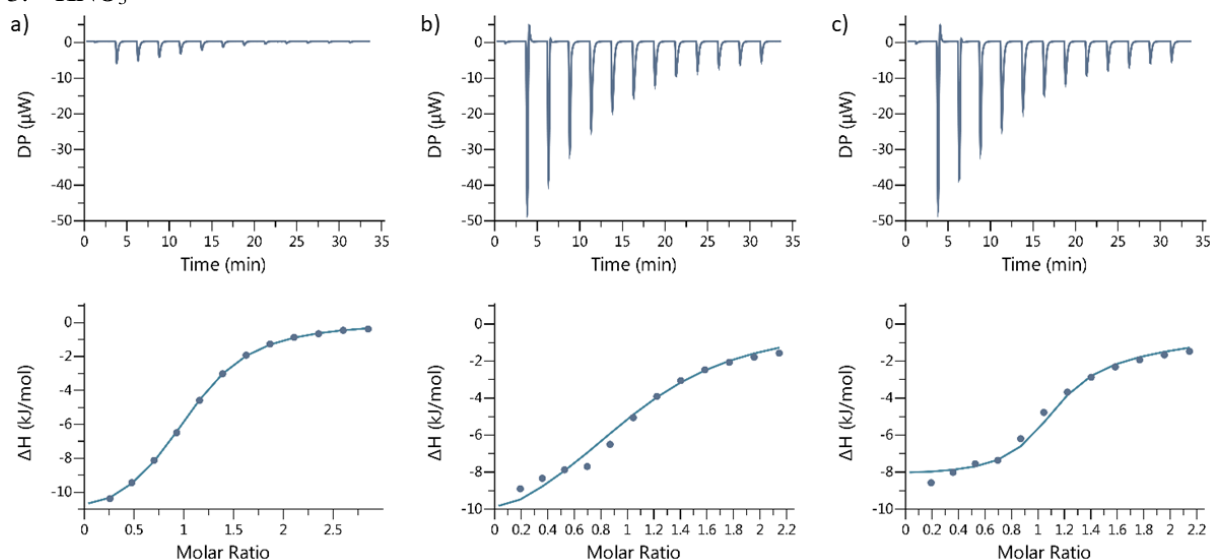 3. KNO3
a)
b)
c)
DP (μW)
0
-10
-20
-30
-40
-50
0 5 10 15 20 25 30 35
Time (min)
DP (μW)
0
-10
-20
-30
-40
-50
0 5 10 15 20 25 30 35
Time (min)
DP (μW)
0
-10
-20
-30
-40
-50
0 5 10 15 20 25 30 35
Time (min)
ΔH (kJ/mol)
0
-2
-4
-6
-8
-10
0 0.5 1 1.5 2 2.5
Molar Ratio
ΔH (kJ/mol)
0
-2
-4
-6
-8
-10
0 0.2 0.4 0.6 0.8 1 1.2 1.4 1.6 1.8 2 2.2
Molar Ratio
ΔH (kJ/mol)
0
-2
-4
-6
-8
-10
0 0.2 0.4 0.6 0.8 1 1.2 1.4 1.6 1.8 2 2.2
Molar Ratio